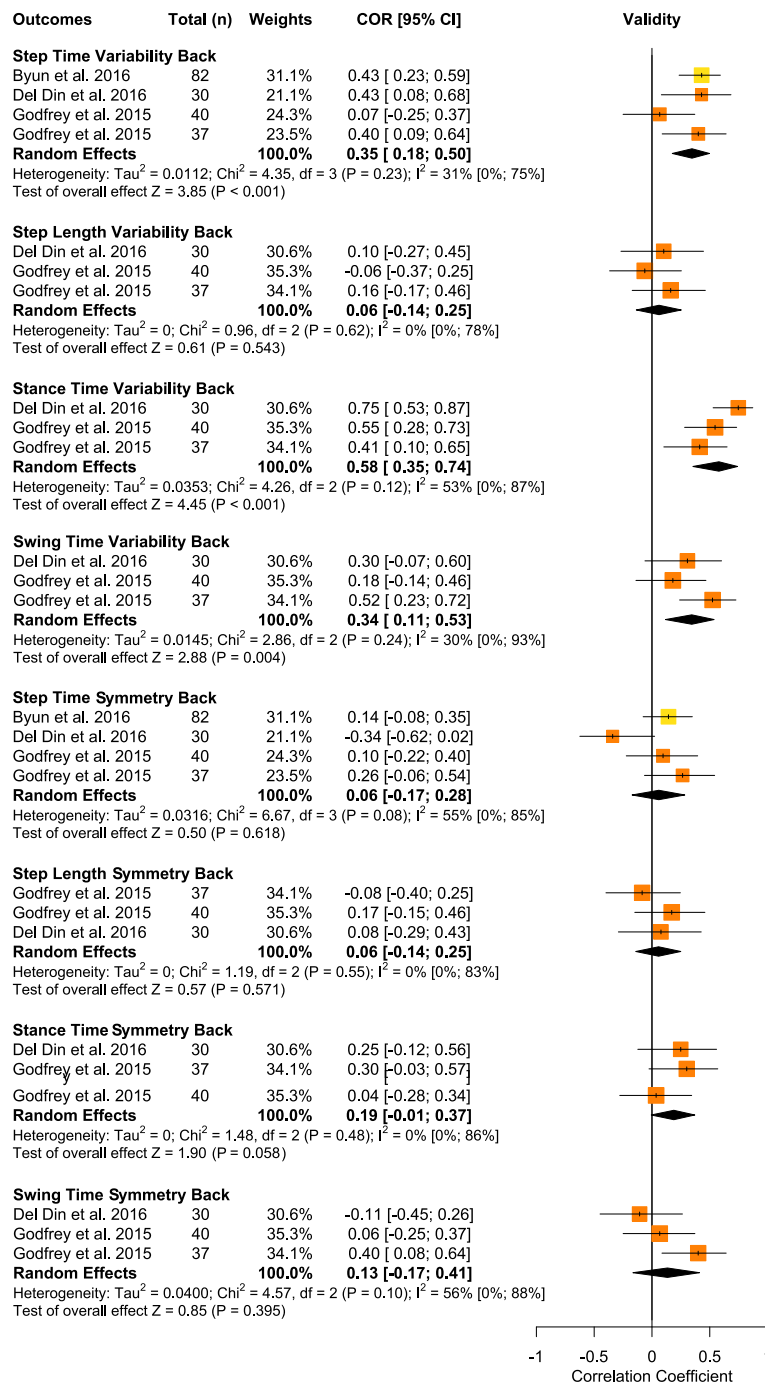 Outcomes Total (n) Weights COR [95% CI] Validity
Step Time Variability Back
Byun et al. 2016 82 31.1% 0.43 [ 0.23; 0.59]
Del Din et al. 2016 30 21.1% 0.43 [ 0.08; 0.68]
Godfrey et al. 2015 40 24.3% 0.07 [-0.25; 0.37]
Godfrey et al. 2015 37 23.5% 0.40 [ 0.09; 0.64]
Random Effects 100.0% 0.35 [ 0.18; 0.50]
Heterogeneity: Tau² = 0.0112; Chi² = 4.35, df = 3 (P = 0.23); I² = 31% [0%; 75%]
Test of overall effect Z = 3.85 (P < 0.001)
Step Length Variability Back
Del Din et al. 2016 30 30.6% 0.10 [-0.27; 0.45]
Godfrey et al. 2015 40 35.3% -0.06 [-0.37; 0.25]
Godfrey et al. 2015 37 34.1% 0.16 [-0.17; 0.46]
Random Effects 100.0% 0.06 [-0.14; 0.25]
Heterogeneity: Tau² = 0; Chi² = 0.96, df = 2 (P = 0.62); I² = 0% [0%; 78%]
Test of overall effect Z = 0.61 (P = 0.543)
Stance Time Variability Back
Del Din et al. 2016 30 30.6% 0.75 [ 0.53; 0.87]
Godfrey et al. 2015 40 35.3% 0.55 [ 0.28; 0.73]
Godfrey et al. 2015 37 34.1% 0.41 [ 0.10; 0.65]
Random Effects 100.0% 0.58 [ 0.35; 0.74]
Heterogeneity: Tau² = 0.0353; Chi² = 4.26, df = 2 (P = 0.12); I² = 53% [0%; 87%]
Test of overall effect Z = 4.45 (P < 0.001)
Swing Time Variability Back
Del Din et al. 2016 30 30.6% 0.30 [-0.07; 0.60]
Godfrey et al. 2015 40 35.3% 0.18 [-0.14; 0.46]
Godfrey et al. 2015 37 34.1% 0.52 [ 0.23; 0.72]
Random Effects 100.0% 0.34 [ 0.11; 0.53]
Heterogeneity: Tau² = 0.0145; Chi² = 2.86, df = 2 (P = 0.24); I² = 30% [0%; 93%]
Test of overall effect Z = 2.88 (P = 0.004)
Step Time Symmetry Back
Byun et al. 2016 82 31.1% 0.14 [-0.08; 0.35]
Del Din et al. 2016 30 21.1% -0.34 [-0.62; 0.02]
Godfrey et al. 2015 40 24.3% 0.10 [-0.22; 0.40]
Godfrey et al. 2015 37 23.5% 0.26 [-0.06; 0.54]
Random Effects 100.0% 0.06 [-0.17; 0.28]
Heterogeneity: Tau² = 0.0316; Chi² = 6.67, df = 3 (P = 0.08); I² = 55% [0%; 85%]
Test of overall effect Z = 0.50 (P = 0.618)
Step Length Symmetry Back
Godfrey et al. 2015 37 34.1% -0.08 [-0.40; 0.25]
Godfrey et al. 2015 40 35.3% 0.17 [-0.15; 0.46]
Del Din et al. 2016 30 30.6% 0.08 [-0.29; 0.43]
Random Effects 100.0% 0.06 [-0.14; 0.25]
Heterogeneity: Tau² = 0; Chi² = 1.19, df = 2 (P = 0.55); I² = 0% [0%; 83%]
Test of overall effect Z = 0.57 (P = 0.571)
Stance Time Symmetry Back
Del Din et al. 2016 30 30.6% 0.25 [-0.12; 0.56]
Godfrey et al. 2015 37 34.1% 0.30 [-0.03; 0.57]
Godfrey et al. 2015 40 35.3% 0.04 [-0.28; 0.34]
Random Effects 100.0% 0.19 [-0.01; 0.37]
Heterogeneity: Tau² = 0; Chi² = 1.48, df = 2 (P = 0.48); I² = 0% [0%; 86%]
Test of overall effect Z = 1.90 (P = 0.058)
Swing Time Symmetry Back
Del Din et al. 2016 30 30.6% -0.11 [-0.45; 0.26]
Godfrey et al. 2015 40 35.3% 0.06 [-0.25; 0.37]
Godfrey et al. 2015 37 34.1% 0.40 [ 0.08; 0.64]
Random Effects 100.0% 0.13 [-0.17; 0.41]
Heterogeneity: Tau² = 0.0400; Chi² = 4.57, df = 2 (P = 0.10); I² = 56% [0%; 88%]
Test of overall effect Z = 0.85 (P = 0.395)
-1 -0.5 0 0.5
Correlation Coefficient